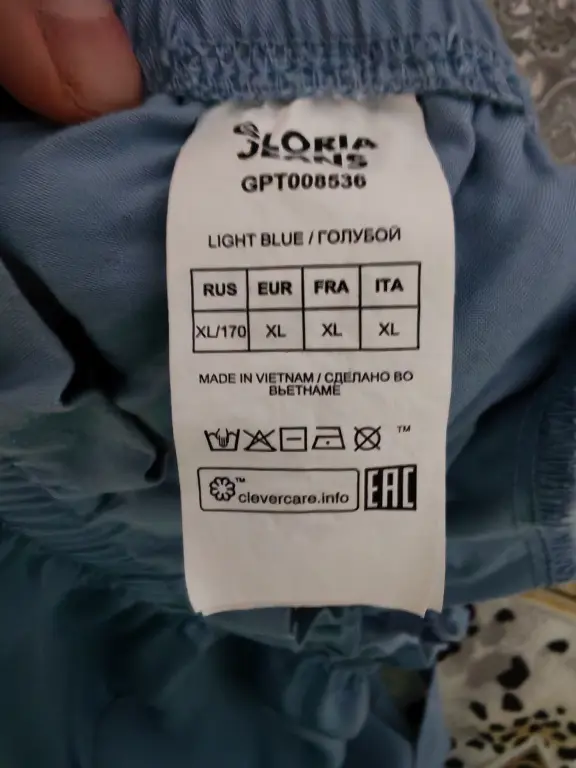 GLORIA
JEANS
GPT008536
LIGHT BLUE / ГОЛУБОЙ
RUS EUR FRA ITA
XL/170 XL XL XL
MADE IN VIETNAM / СДЕЛАНО ВО
ВЬЕТНАМЕ
™
™ clevercare.info
EAC